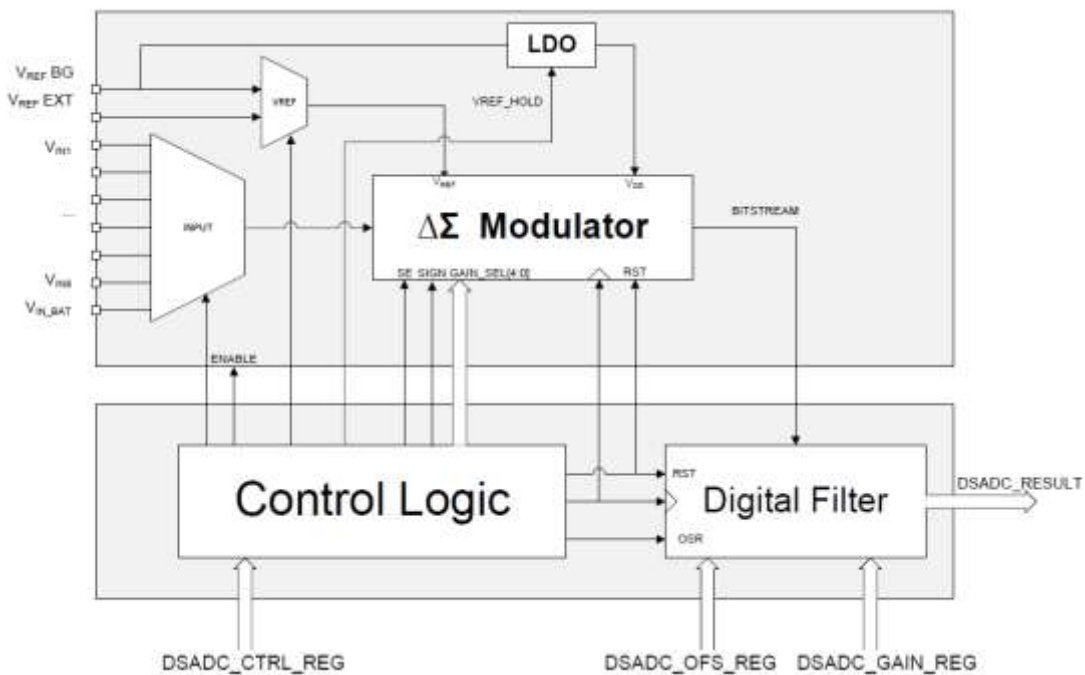 LDO
V_REF BG
V_REF EXT
VREF
VREF_HOLD
V_IN1
...
INPUT
V_REF
V_DD
ΔΣ Modulator
BITSTREAM
SE SIGN GAIN_SEL[4:0] RST
V_IN_BAT
ENABLE
Control Logic
RST
Digital Filter
DSADC_RESULT
OSR
DSADC_CTRL_REG
DSADC_OFS_REG
DSADC_GAIN_REG